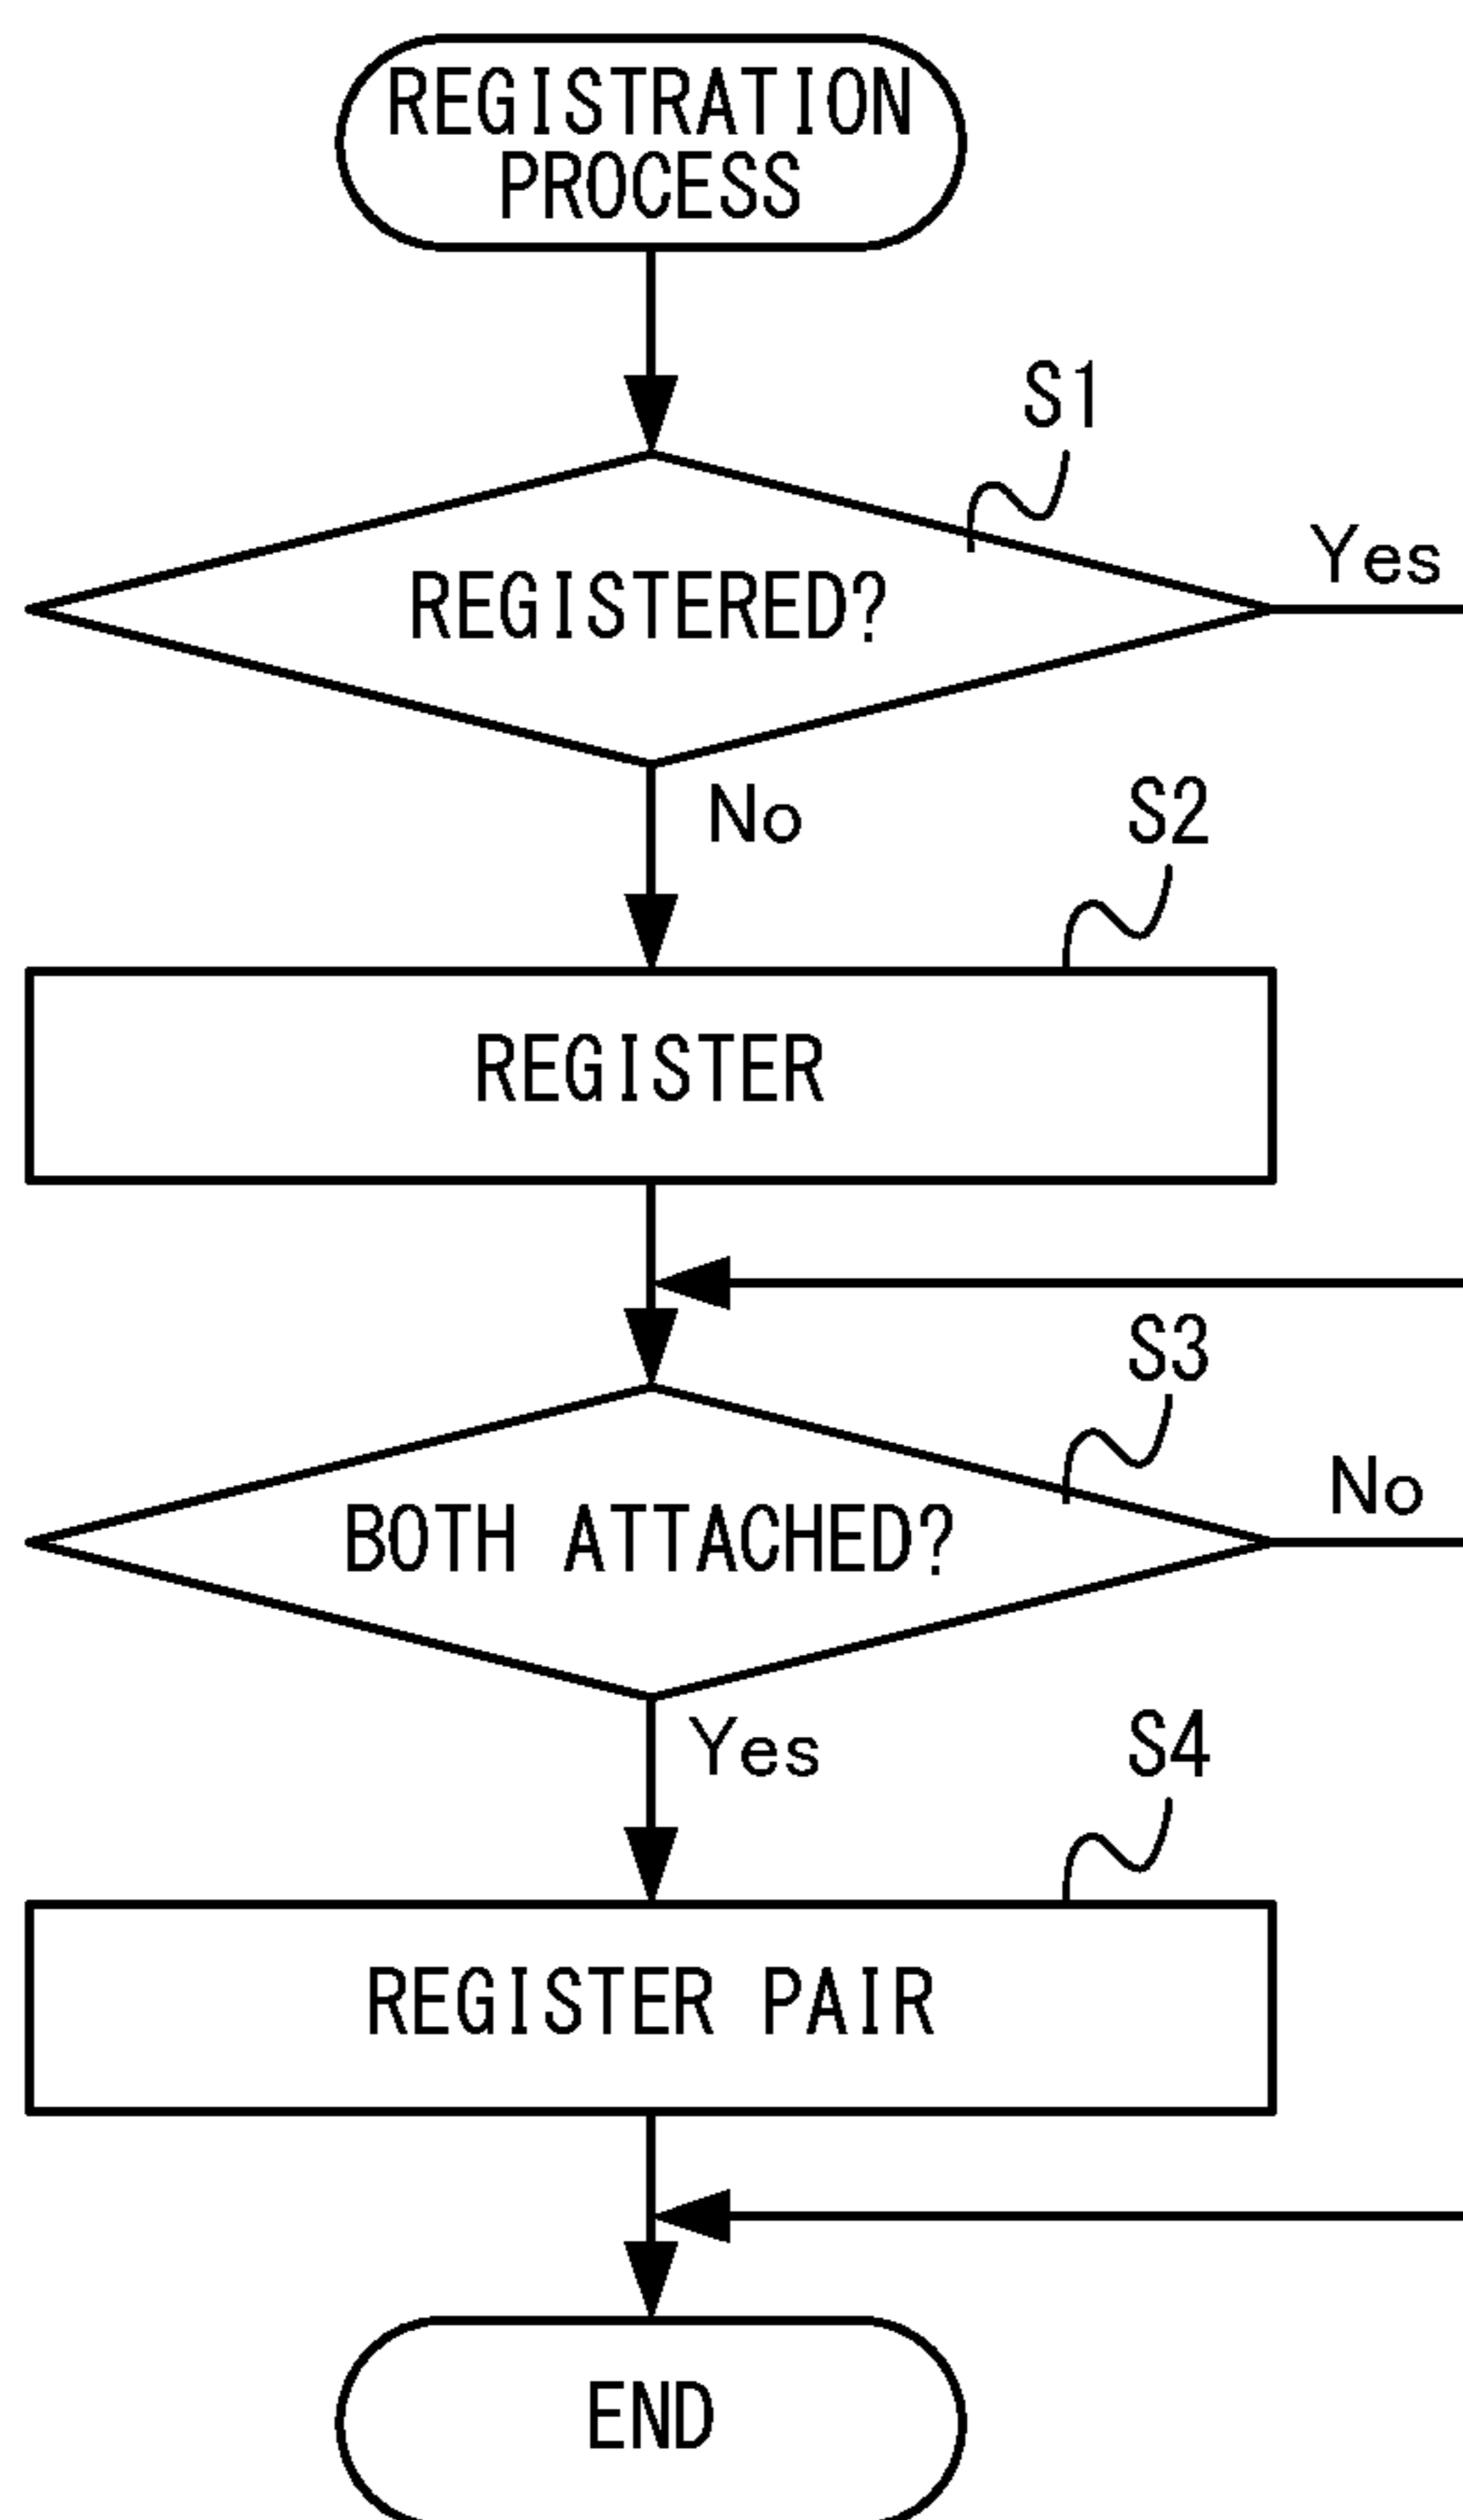 REGISTRATION
PROCESS
S1
REGISTERED?
Yes
No
S2
REGISTER
S3
BOTH ATTACHED?
No
Yes
S4
REGISTER PAIR
END